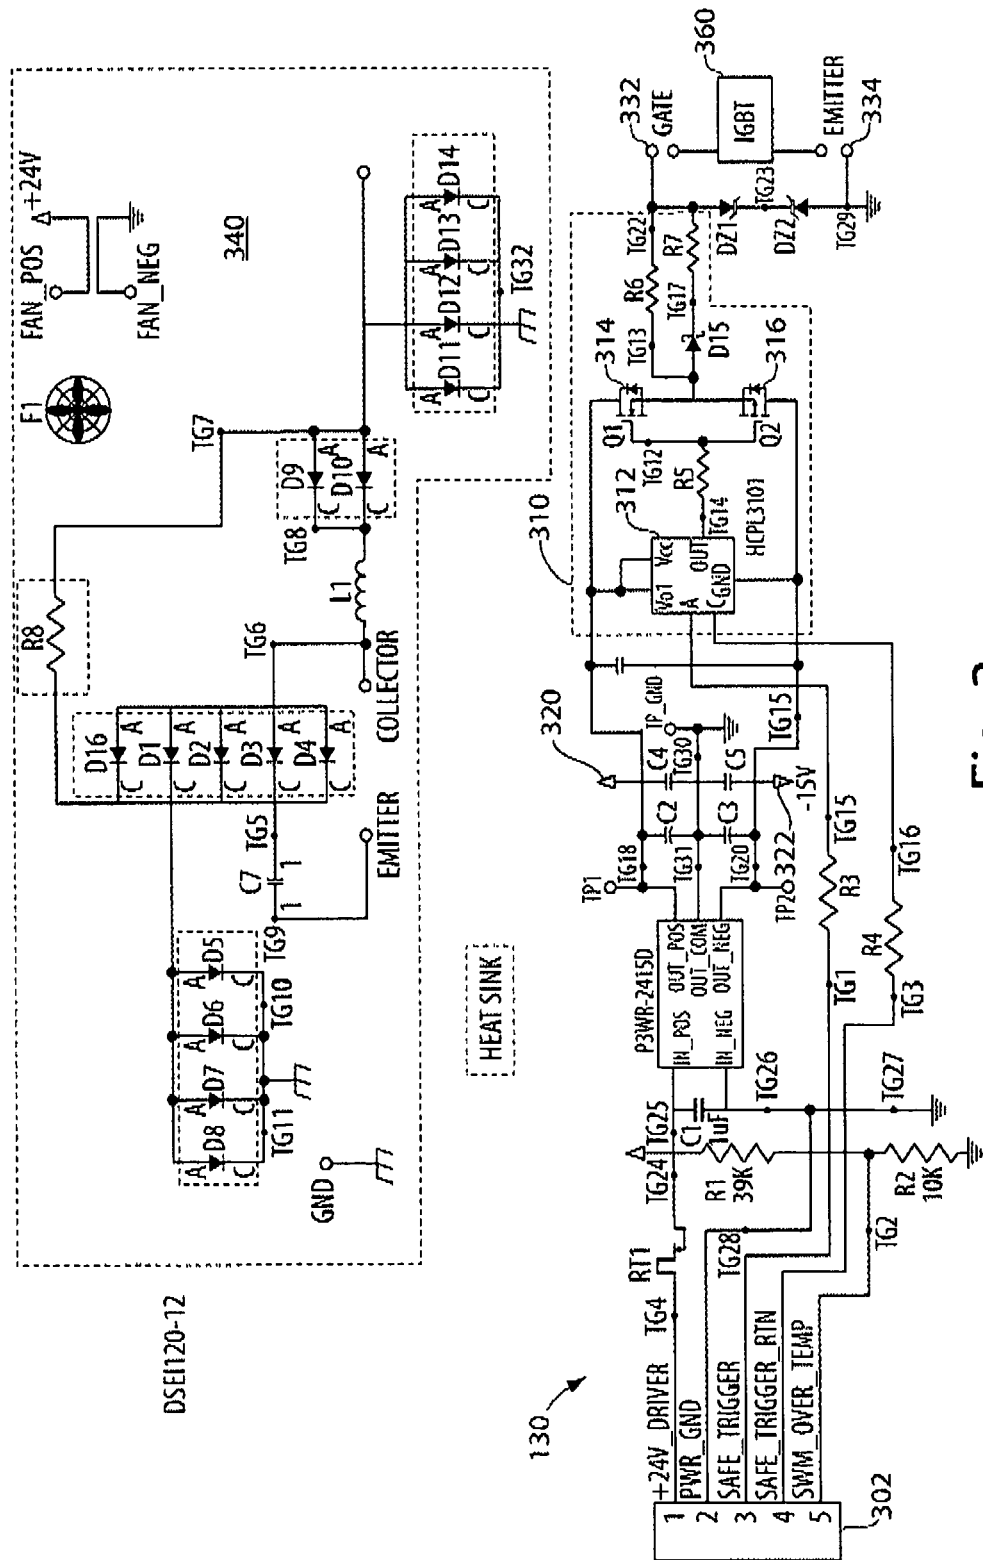 FAN_POS
+24V
FAN_NEG
F1
340
TG7
R8
D16
D1
D2
D3
D4
A
A
A
A
A
C
C
C
C
C
TG6
TG5
C7
1
1
TG9
EMITTER
COLLECTOR
L1
TG8
D9
D10
A
A
C
C
D11
D12
D13
D14
A
A
A
A
C
C
C
C
TG32
D5
D6
D7
D8
A
A
A
A
C
C
C
C
TG10
TG11
GND
HEAT SINK
DSEI120-12
130
+24V_DRIVER
PWR_GND
SAFE_TRIGGER
SAFE_TRIGGER_RTN
SWM_OVER_TEMP
1
2
3
4
5
302
TG4
RT1
TG28
TG24
TG25
R1
39K
R2
10K
TG2
C1
1uF
TG26
TG27
TG3
TG1
P3WR-2415D
IN_POS
IN_NEG
OUT_POS
OUT_COM
OUT_NEG
TP1
TP2
TG18
TG31
TG20
C2
C3
C4
C5
TG30
TP_GND
320
322
-15V
R3
R4
TG15
TG16
TG15
310
312
Vo1
Vcc
A
OUT
C
GND
HCPL3101
TG14
R5
TG12
Q1
Q2
314
316
TG13
R6
TG22
D15
TG17
R7
DZ1
TG23
DZ2
TG29
332
GATE
IGBT
360
EMITTER
334